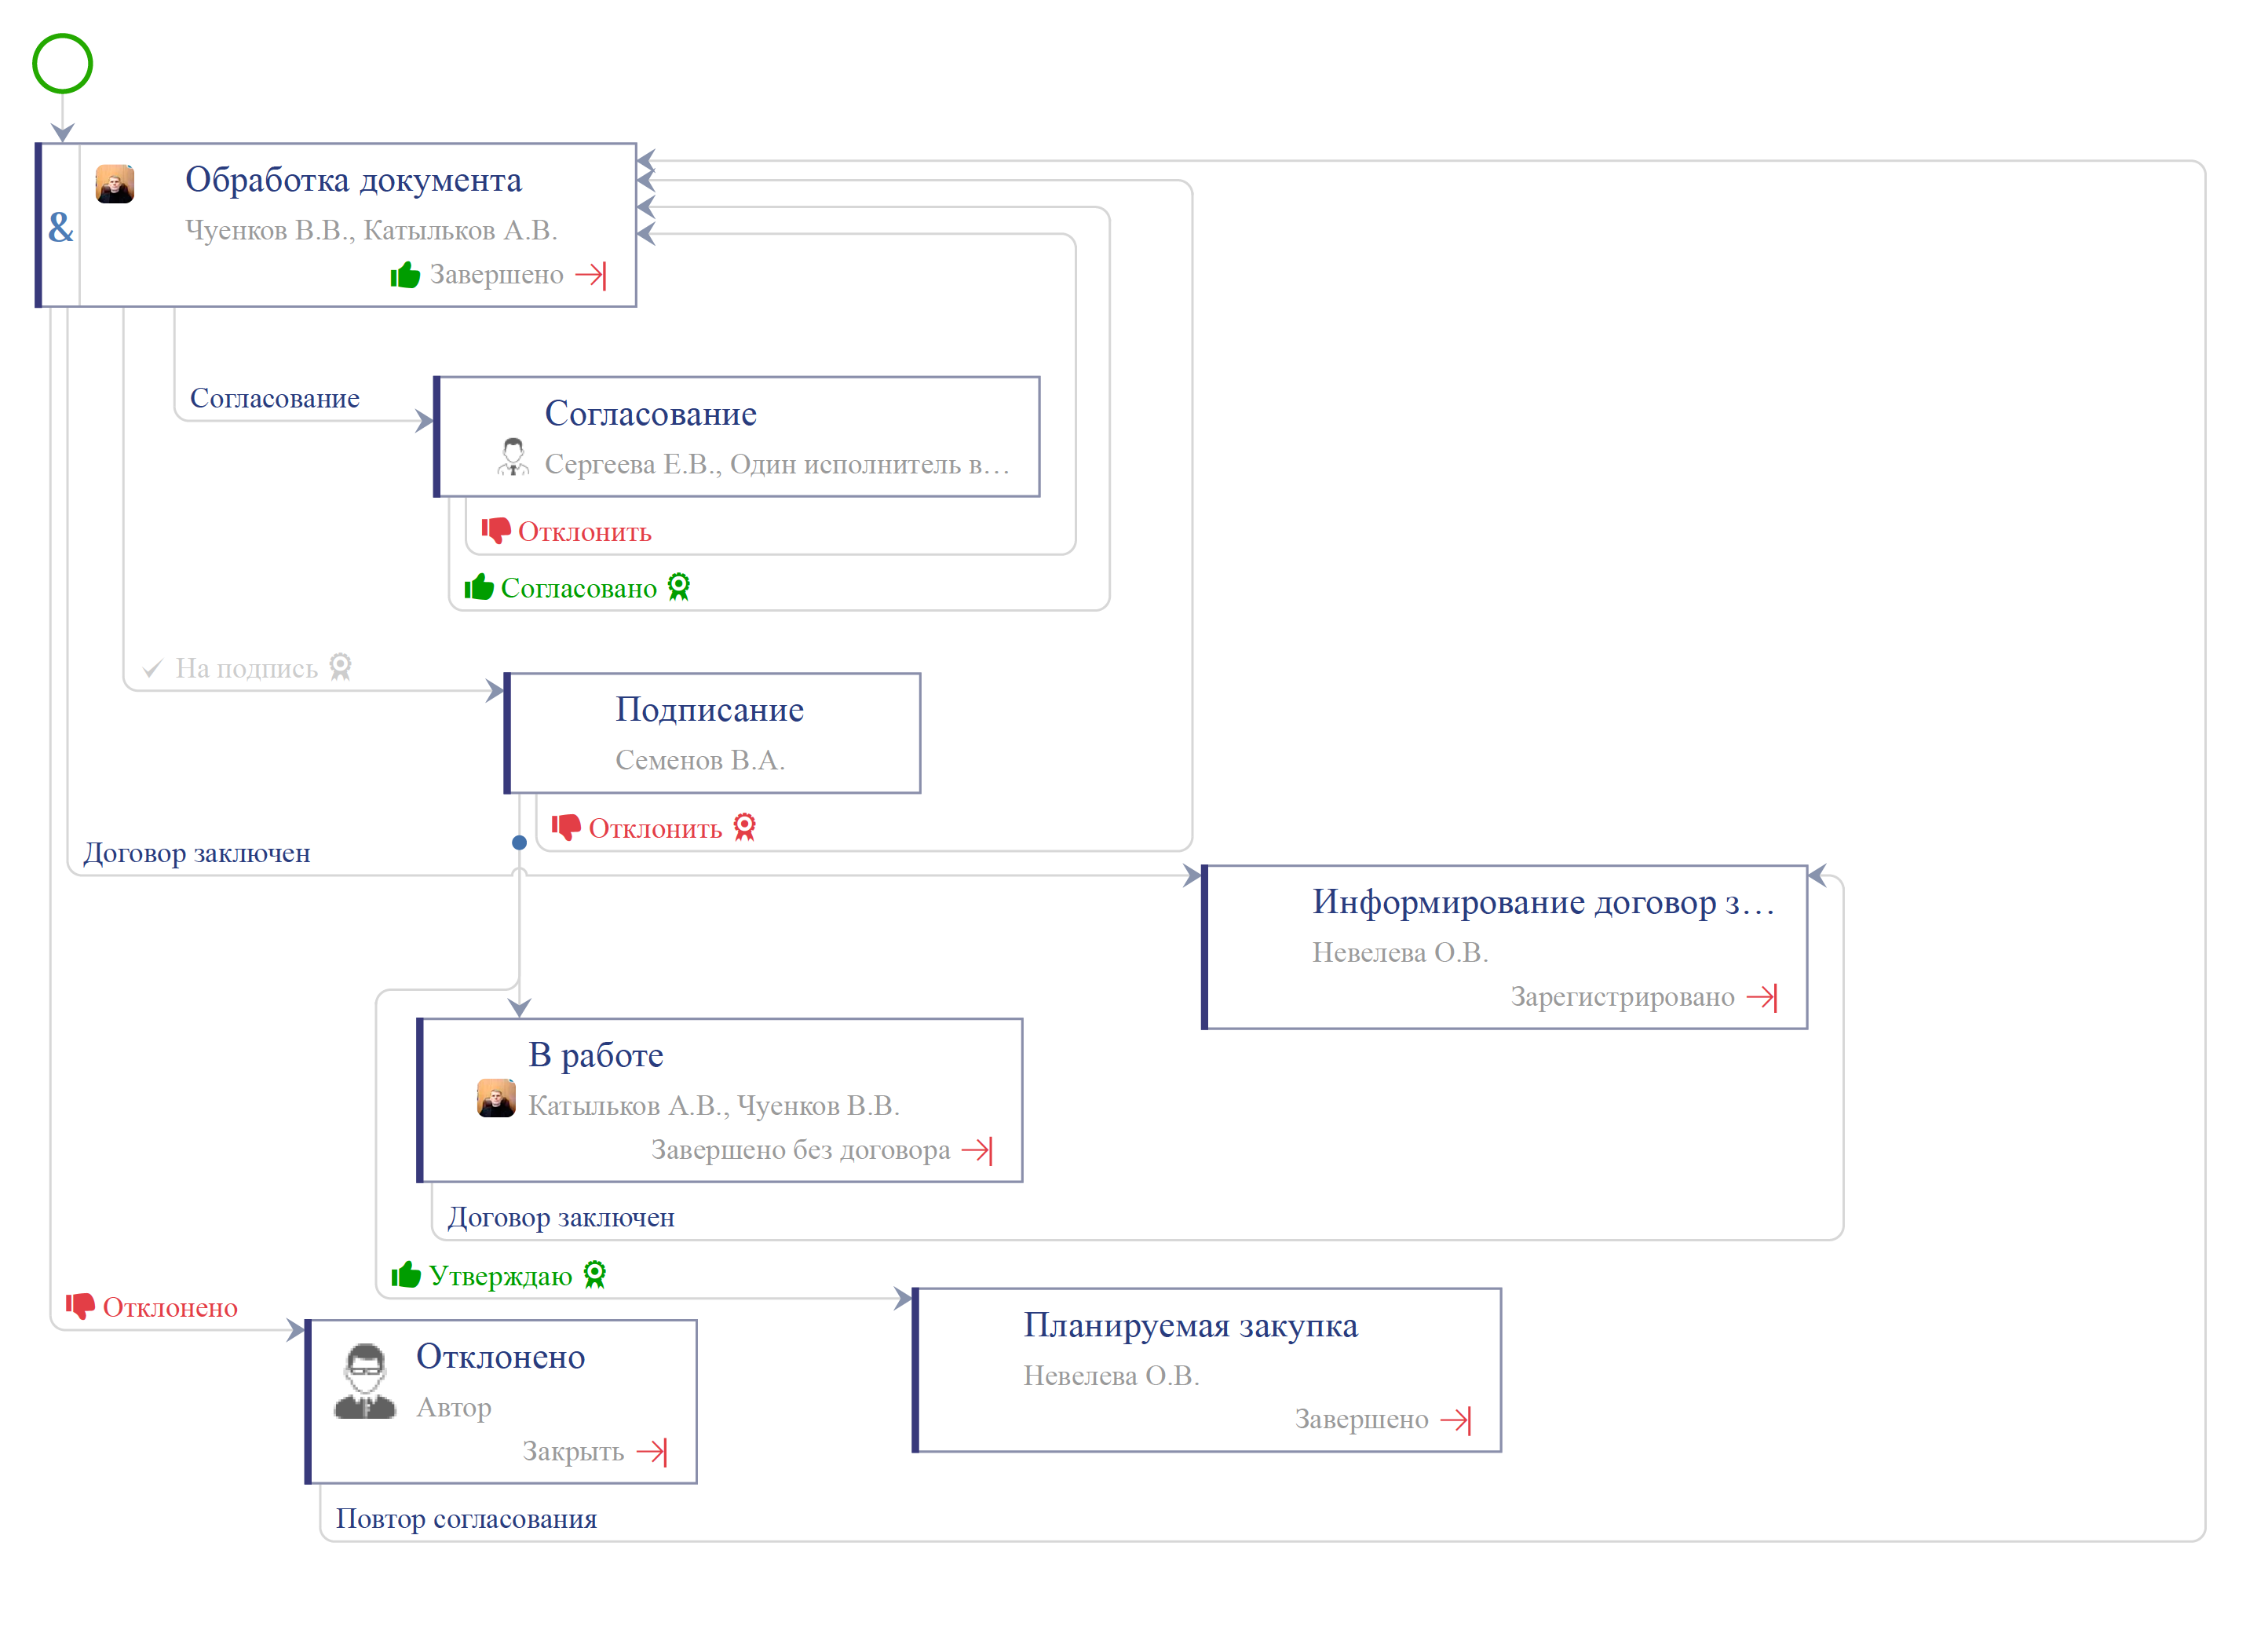 Обработка документа
&
Чуенков В.В., Катыльков А.В.
Завершено
Согласование
Согласование
Сергеева Е.В., Один исполнитель в…
Отклонить
Согласовано
На подпись
Подписание
Семенов В.А.
Отклонить
Договор заключен
Информирование договор з…
Невелева О.В.
Зарегистрировано
В работе
Катыльков А.В., Чуенков В.В.
Завершено без договора
Договор заключен
Утверждаю
Отклонено
Планируемая закупка
Невелева О.В.
Завершено
Отклонено
Автор
Закрыть
Повтор согласования